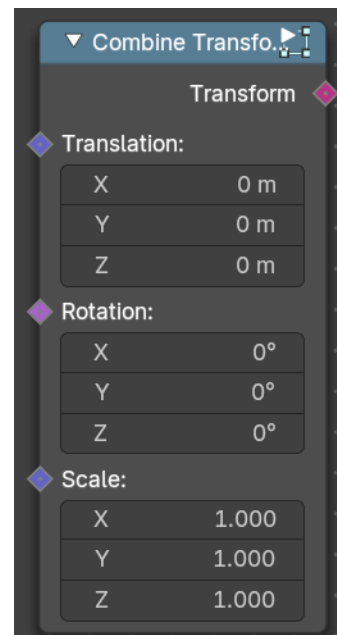 Combine Transfo..
Transform
Translation:
X 0 m
Y 0 m
Z 0 m
Rotation:
X 0°
Y 0°
Z 0°
Scale:
X 1.000
Y 1.000
Z 1.000